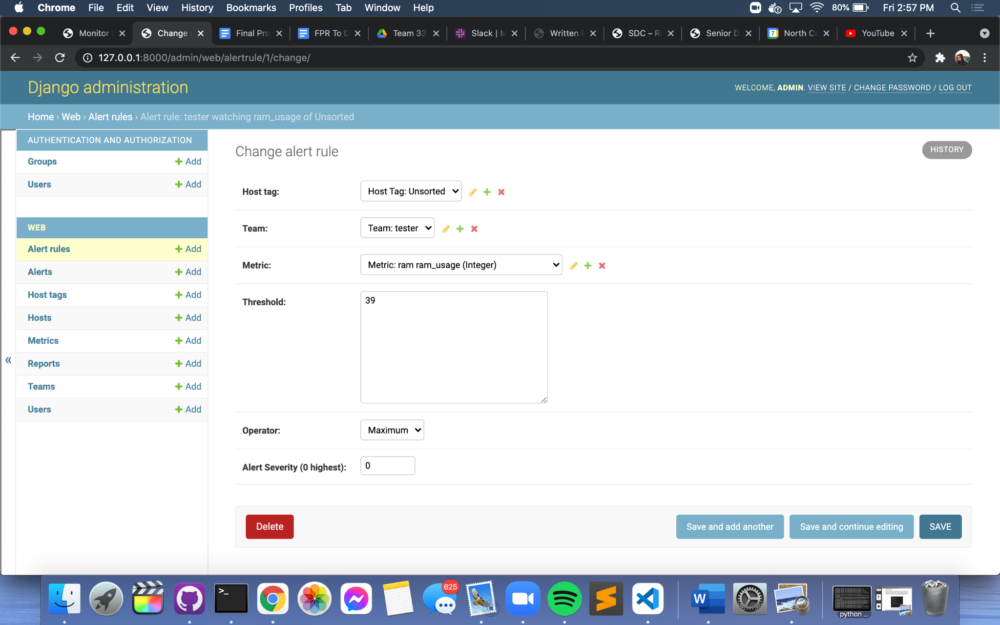 Chrome File Edit View History Bookmarks Profiles Tab Window Help 80% Fri 2:57 PM
Monitor Change Final Pro FPR To D Team 33 Slack | M Written SDC – R Senior D 7 North Ca YouTube
127.0.0.1:8000/admin/web/alertrule/1/change/
Django administration
WELCOME, ADMIN. VIEW SITE / CHANGE PASSWORD / LOG OUT
Home › Web › Alert rules › Alert rule: tester watching ram_usage of Unsorted
AUTHENTICATION AND AUTHORIZATION
Groups Add
Users Add
WEB
Alert rules Add
Alerts Add
Host tags Add
Hosts Add
Metrics Add
Reports Add
Teams Add
Users Add
«
Change alert rule
HISTORY
Host tag: Host Tag: Unsorted
Team: Team: tester
Metric: Metric: ram ram_usage (Integer)
Threshold: 39
Operator: Maximum
Alert Severity (0 highest): 0
Delete Save and add another Save and continue editing SAVE
>_
625
W
python ...